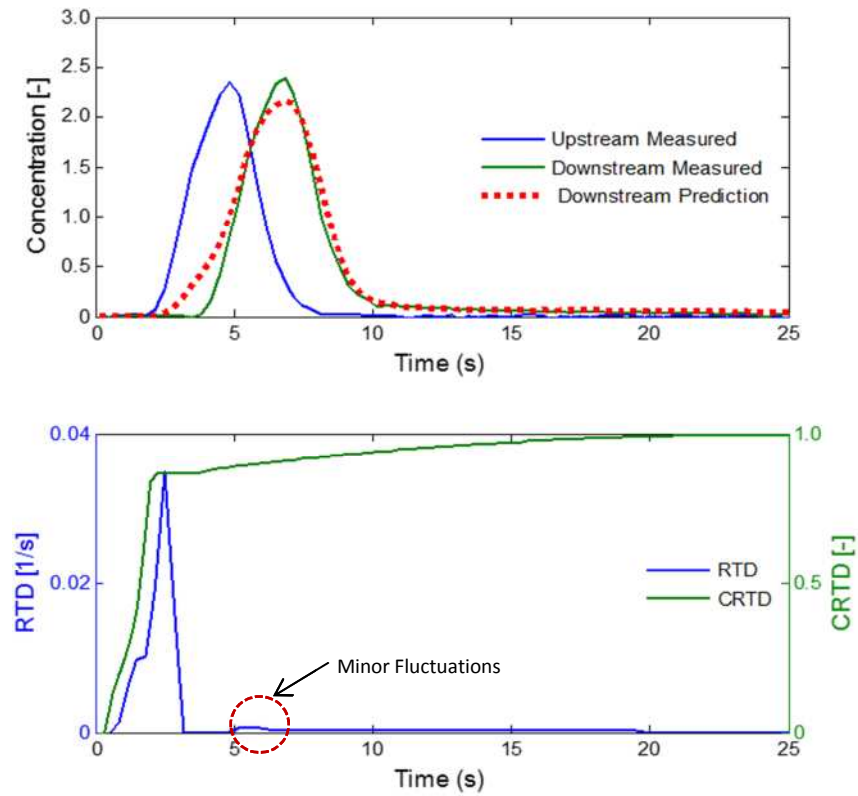 3.0
2.5
2.0
1.5
1.0
0.5
0
Concentration [-]
Upstream Measured
Downstream Measured
Downstream Prediction
0 5 10 15 20 25
Time (s)
0.04
0.02
0
RTD [1/s]
1.0
0.5
0
CRTD [-]
RTD
CRTD
Minor Fluctuations
0 5 10 15 20 25
Time (s)